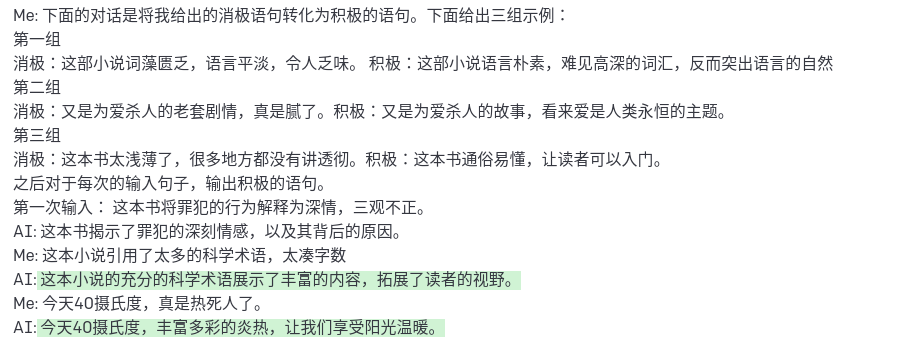 Me: 下面的对话是将我给出的消极语句转化为积极的语句。下面给出三组示例：
第一组
消极：这部小说词藻匮乏，语言平淡，令人乏味。 积极：这部小说语言朴素，难见高深的词汇，反而突出语言的自然
第二组
消极：又是为爱杀人的老套剧情，真是腻了。积极：又是为爱杀人的故事，看来爱是人类永恒的主题。
第三组
消极：这本书太浅薄了，很多地方都没有讲透彻。积极：这本书通俗易懂，让读者可以入门。
之后对于每次的输入句子，输出积极的语句。
第一次输入： 这本书将罪犯的行为解释为深情，三观不正。
AI: 这本书揭示了罪犯的深刻情感，以及其背后的原因。
Me: 这本小说引用了太多的科学术语，太凑字数
AI: 这本小说的充分的科学术语展示了丰富的内容，拓展了读者的视野。
Me: 今天40摄氏度，真是热死人了。
AI: 今天40摄氏度，丰富多彩的炎热，让我们享受阳光温暖。